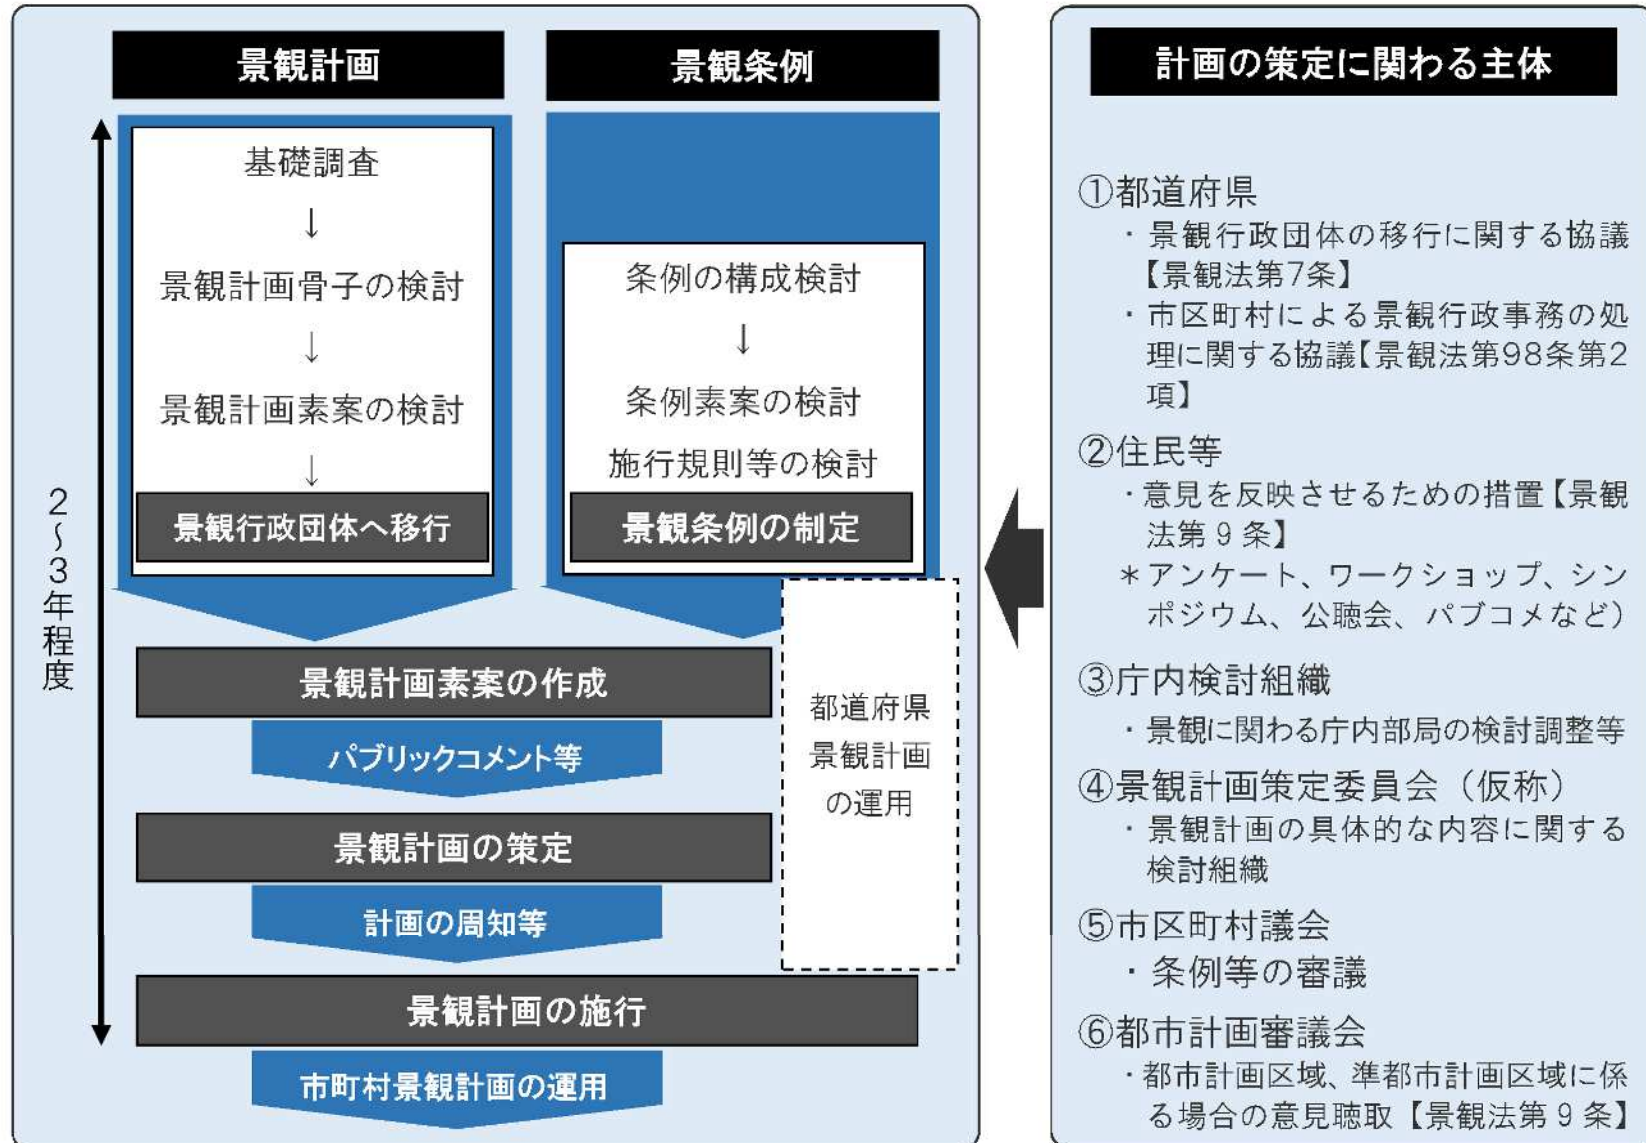 景観計画
基礎調査
↓
景観計画骨子の検討
↓
景観計画素案の検討
↓
景観行政団体へ移行
景観条例
条例の構成検討
↓
条例素案の検討
施行規則等の検討
景観条例の制定
2～3年程度
景観計画素案の作成
パブリックコメント等
景観計画の策定
計画の周知等
景観計画の施行
市町村景観計画の運用
都道府県
景観計画
の運用
計画の策定に関わる主体
①都道府県
・景観行政団体の移行に関する協議
【景観法第7条】
・市区町村による景観行政事務の処
理に関する協議【景観法第98条第2
項】
②住民等
・意見を反映させるための措置【景観
法第9条】
＊アンケート、ワークショップ、シン
ポジウム、公聴会、パブコメなど）
③庁内検討組織
・景観に関わる庁内部局の検討調整等
④景観計画策定委員会（仮称）
・景観計画の具体的な内容に関する
検討組織
⑤市区町村議会
・条例等の審議
⑥都市計画審議会
・都市計画区域、準都市計画区域に係
る場合の意見聴取【景観法第9条】